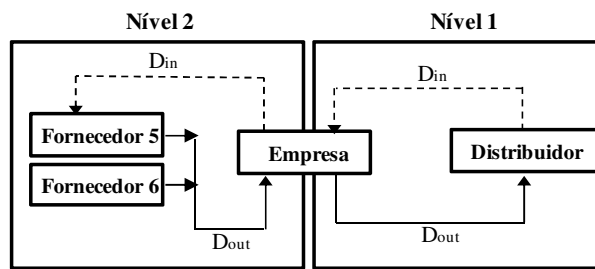 Nível 2
Nível 1
Din
Din
Fornecedor 5
Empresa
Distribuidor
Fornecedor 6
Dout
Dout